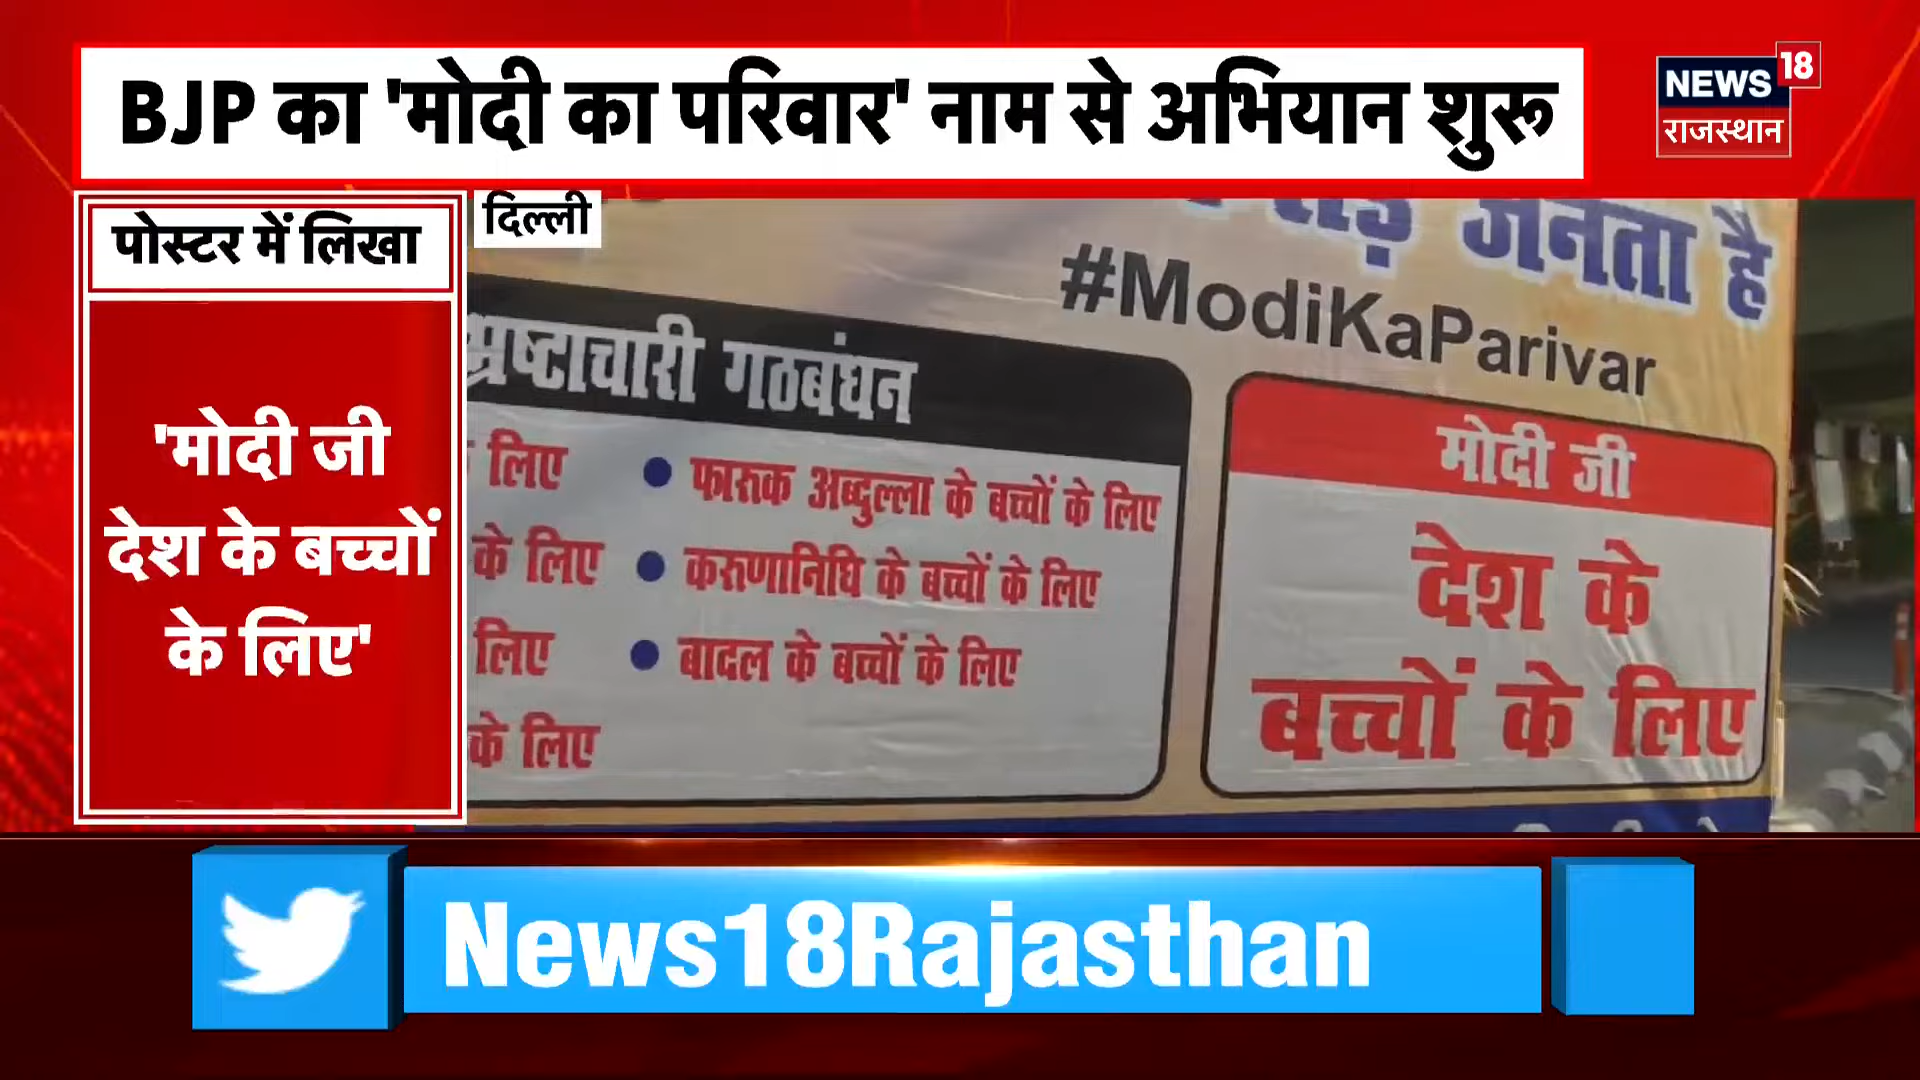 BJP का 'मोदी का परिवार' नाम से अभियान शुरू
NEWS 18
राजस्थान
पोस्टर में लिखा
'मोदी जी
देश के बच्चों
के लिए'
दिल्ली
जनता है
#ModiKaParivar
भ्रष्टाचारी गठबंधन
लिए
के लिए
लिए
के लिए
• फारुक अब्दुल्ला के बच्चों के लिए
• करुणानिधि के बच्चों के लिए
• बादल के बच्चों के लिए
मोदी जी
देश के
बच्चों के लिए
News18Rajasthan